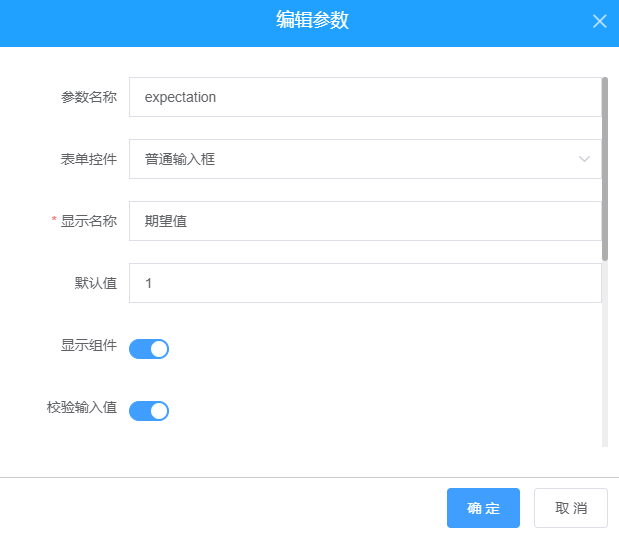 编辑参数
参数名称 expectation
表单控件 普通输入框
* 显示名称 期望值
默认值 1
显示组件
校验输入值
确 定 取 消